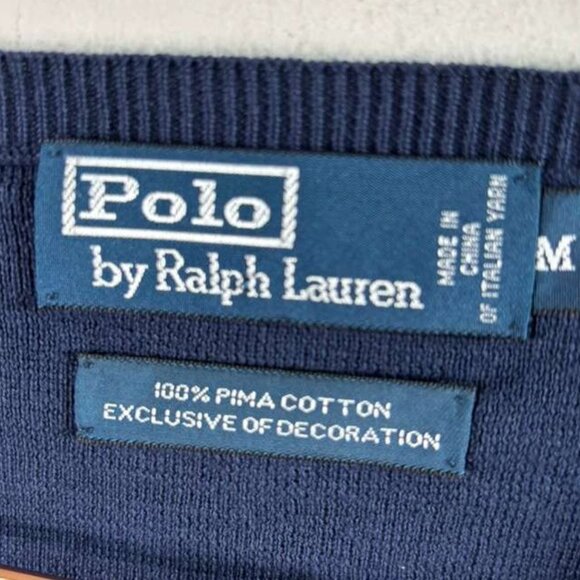 Polo
by Ralph Lauren
MADE IN
CHINA
OF ITALIAN YARN
M
100% PIMA COTTON
EXCLUSIVE OF DECORATION